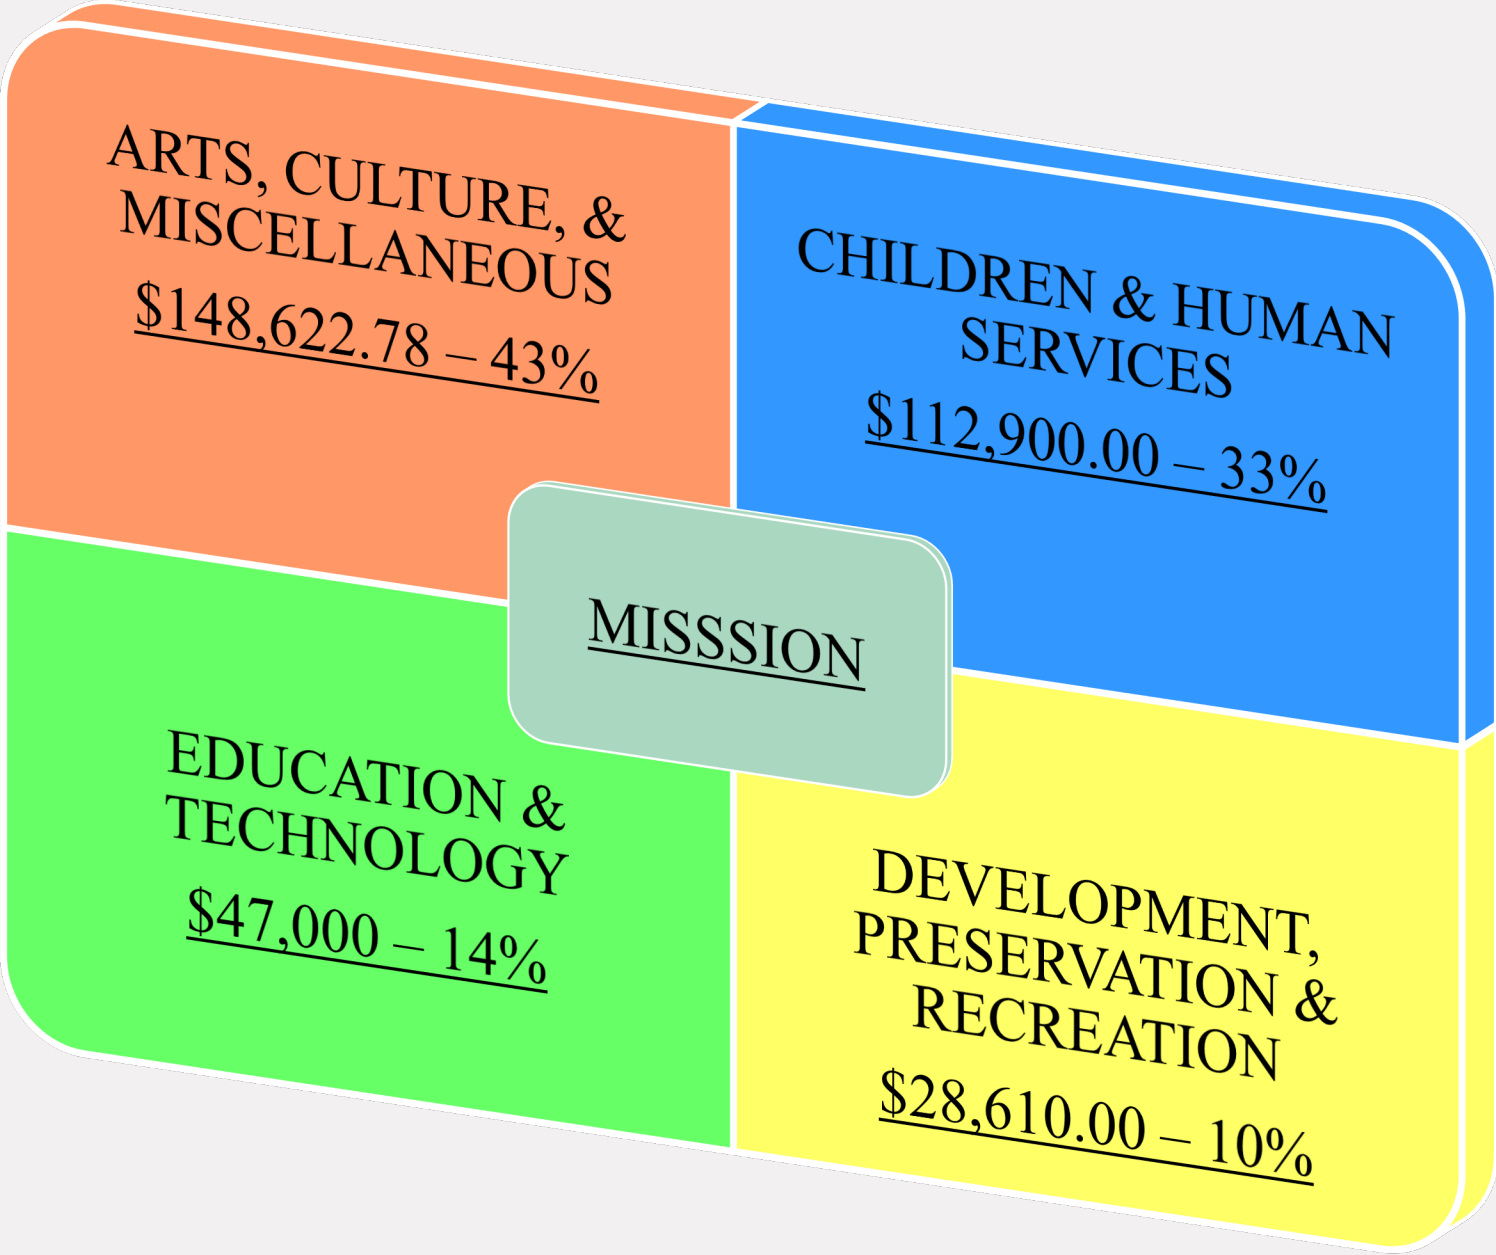 ARTS, CULTURE, &
MISCELLANEOUS
$148,622.78 – 43%
CHILDREN & HUMAN
SERVICES
$112,900.00 – 33%
MISSSION
EDUCATION &
TECHNOLOGY
$47,000 – 14%
DEVELOPMENT,
PRESERVATION &
RECREATION
$28,610.00 – 10%